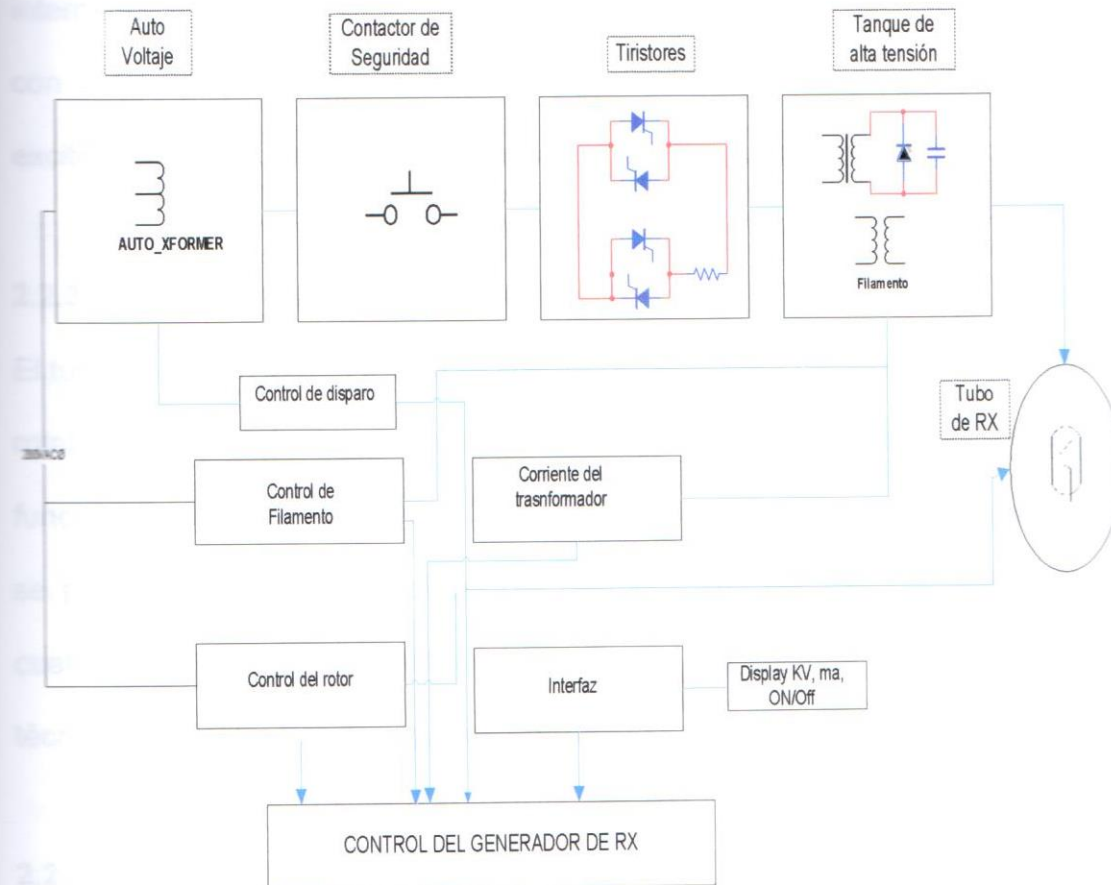 Auto
Voltaje
Contactor de
Seguridad
Tiristores
Tanque de
alta tensión
AUTO_XFORMER
Filamento
Control de disparo
Tubo
de RX
Control de
Filamento
Corriente del
trasnformador
Control del rotor
Interfaz
Display KV, ma,
ON/Off
CONTROL DEL GENERADOR DE RX